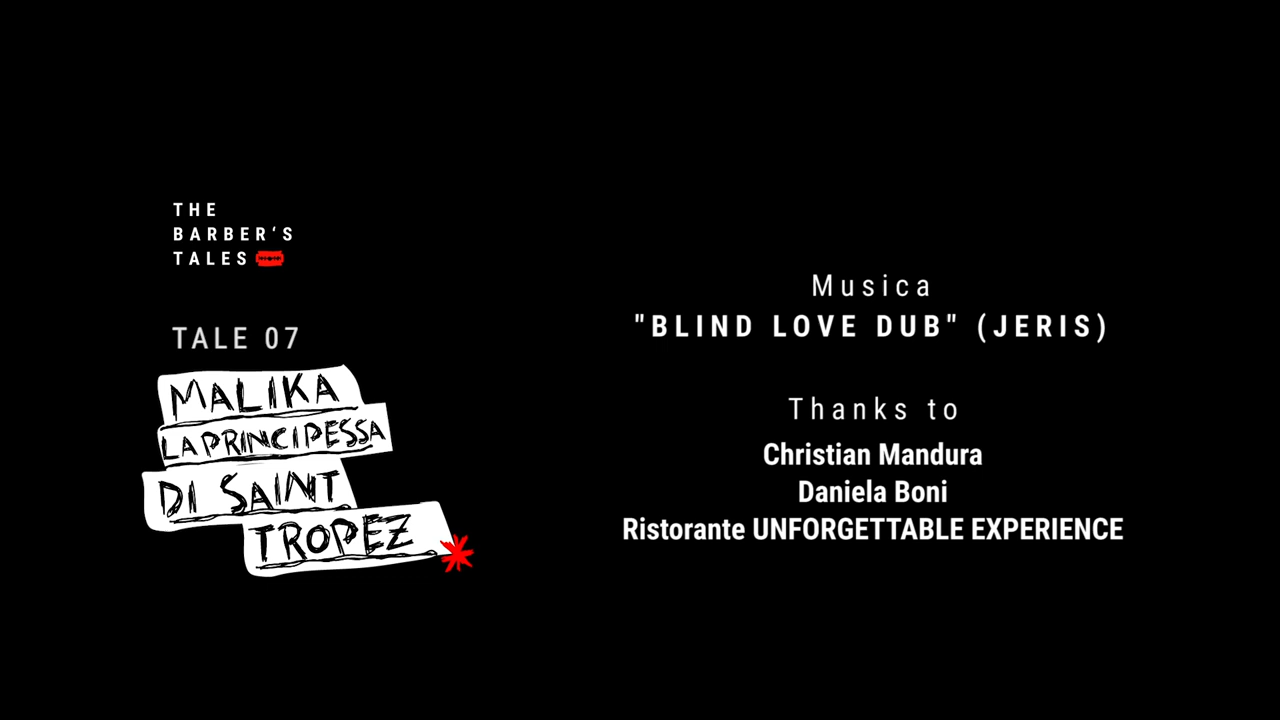 THE
BARBER‘S
TALES
TALE 07
MALIKA
LA PRINCIPESSA
DI SAINT
TROPEZ
Musica
"BLIND LOVE DUB" (JERIS)
Thanks to
Christian Mandura
Daniela Boni
Ristorante UNFORGETTABLE EXPERIENCE